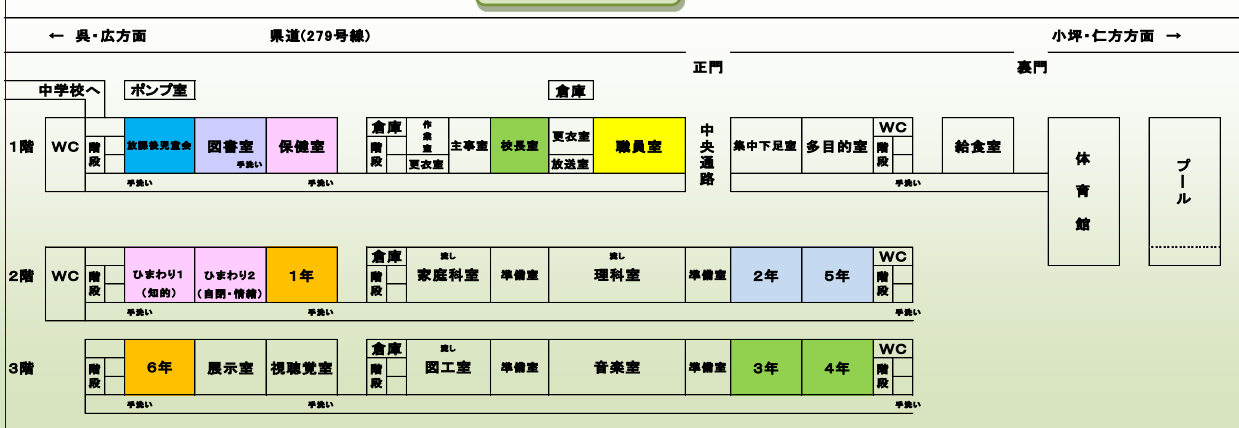 ← 呉・広方面 県道(279号線) 小坪・仁方方面 →
正門 裏門
中学校へ ポンプ室 倉庫
1階 WC 階段 放課後児童会 図書室 手洗い 保健室 倉庫 階段 作業室 更衣室 主事室 校長室 更衣室 放送室 職員室 中央通路 集中下足室 多目的室 WC 階段 給食室 体育館 プール
手洗い 手洗い 手洗い
2階 WC 階段 ひまわり1 (知的) ひまわり2 (自閉・情緒) 1年 倉庫 階段 流し 家庭科室 準備室 流し 理科室 準備室 2年 5年 WC 階段
手洗い 手洗い 手洗い
3階 階段 6年 展示室 視聴覚室 倉庫 階段 流し 図工室 準備室 音楽室 準備室 3年 4年 WC 階段
手洗い 手洗い 手洗い